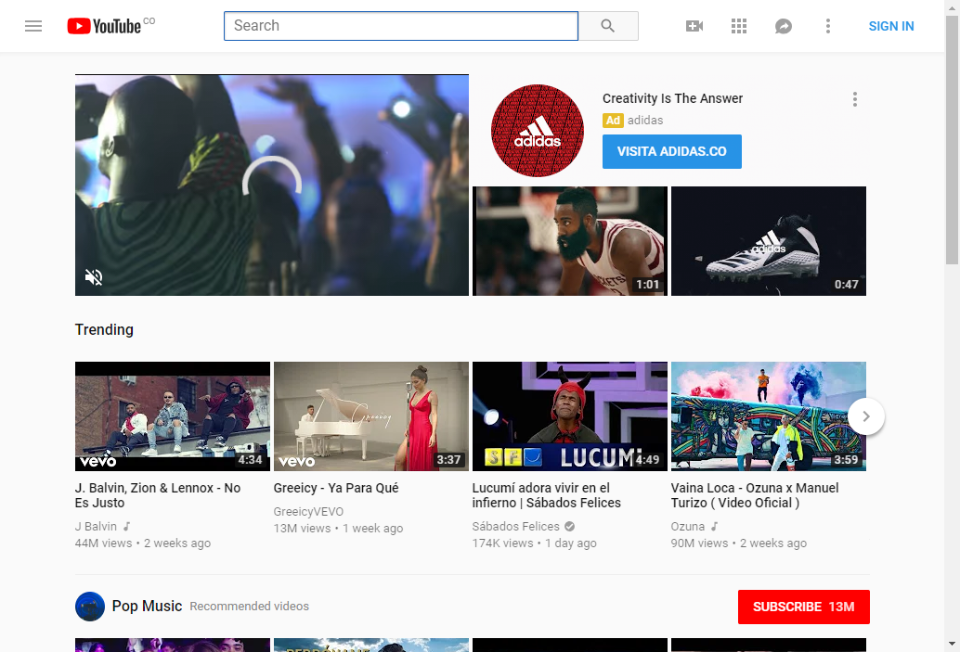 YouTube CO
Search
SIGN IN
Creativity Is The Answer
Ad adidas
VISITA ADIDAS.CO
adidas
1:01
adidas
0:47
Trending
vevo
4:34
Greeicy
vevo
3:37
LUCUMÍ
4:49
3:59
J. Balvin, Zion & Lennox - No
Es Justo
J Balvin
44M views • 2 weeks ago
Greeicy - Ya Para Qué
GreeicyVEVO
13M views • 1 week ago
Lucumí adora vivir en el
infierno | Sábados Felices
Sábados Felices
174K views • 1 day ago
Vaina Loca - Ozuna x Manuel
Turizo ( Video Oficial )
Ozuna
90M views • 2 weeks ago
Pop Music Recommended videos
SUBSCRIBE 13M